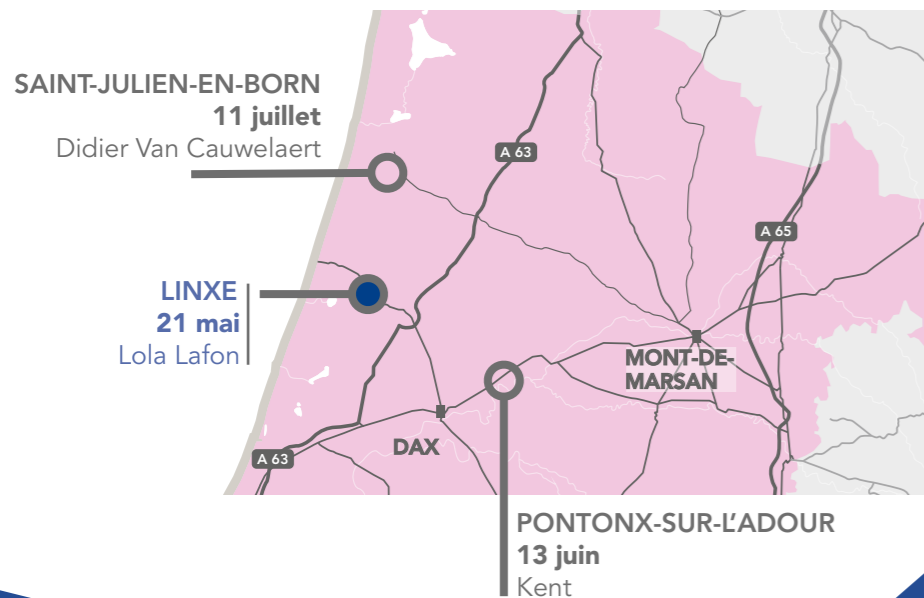 SAINT-JULIEN-EN-BORN
11 juillet
Didier Van Cauwelaert
A 63
A 65
LINXE
21 mai
Lola Lafon
MONT-DE-
MARSAN
DAX
A 63
PONTONX-SUR-L'ADOUR
13 juin
Kent